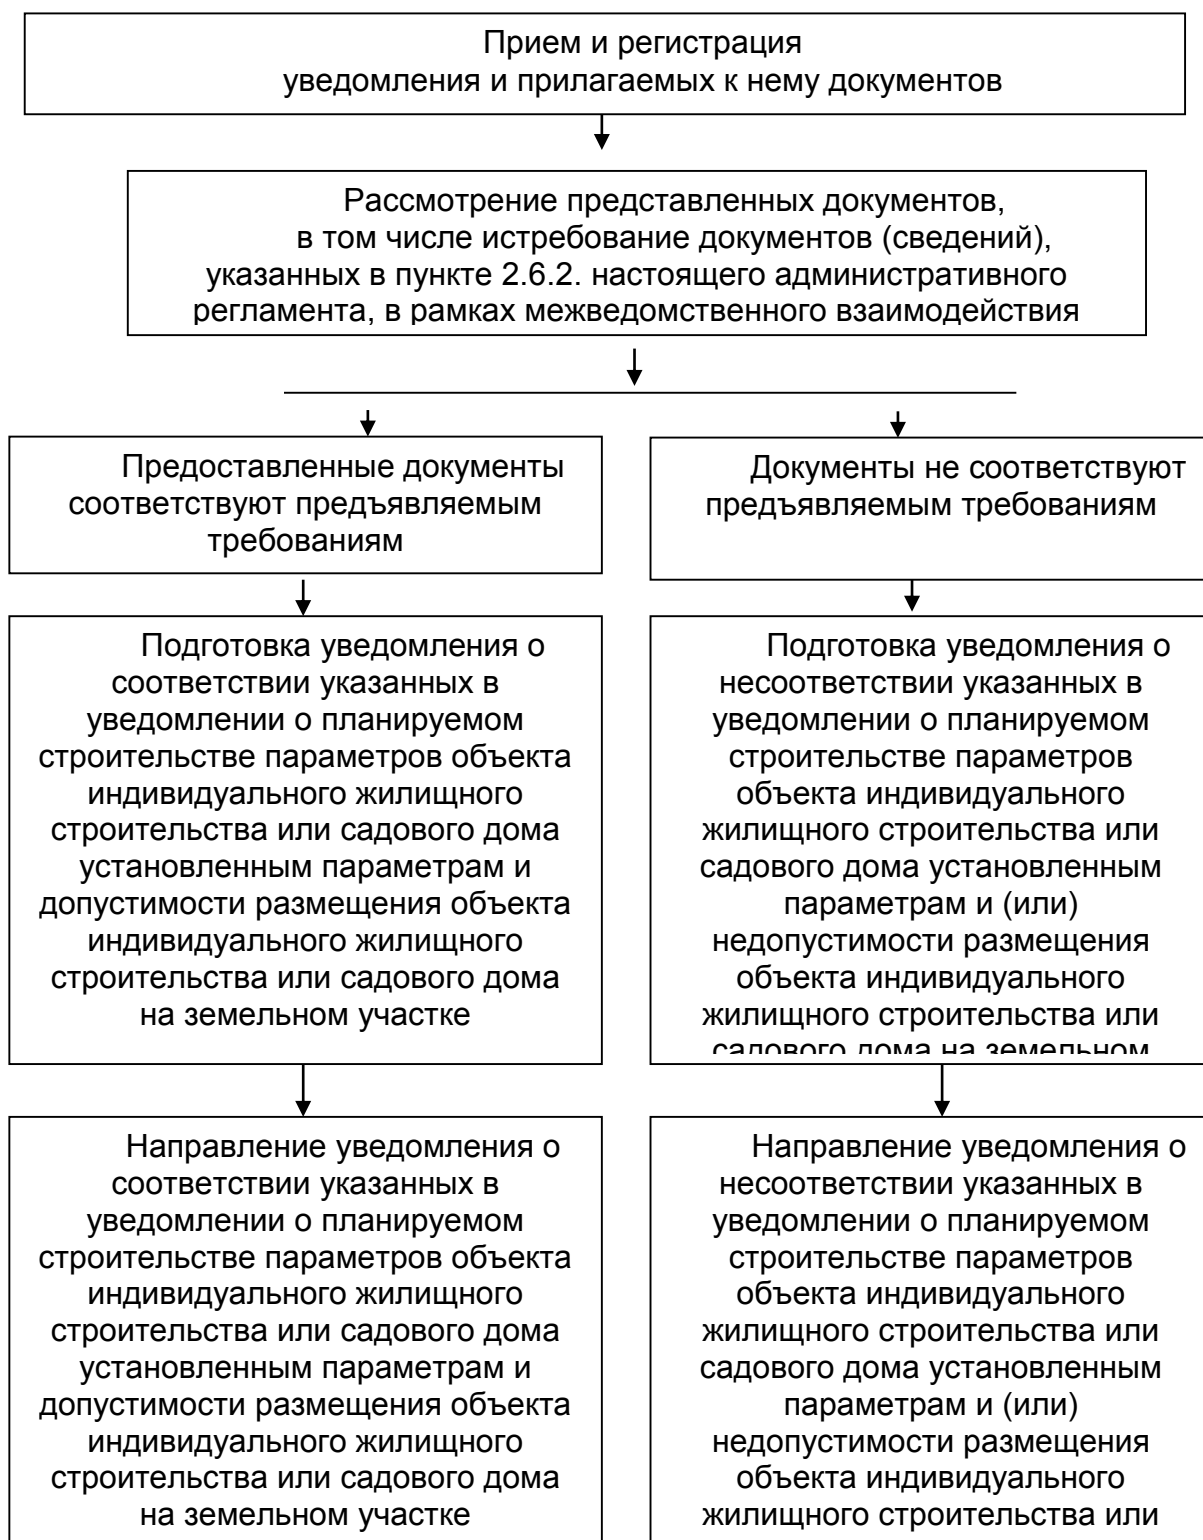 Прием и регистрация
уведомления и прилагаемых к нему документов
Рассмотрение представленных документов,
в том числе истребование документов (сведений),
указанных в пункте 2.6.2. настоящего административного
регламента, в рамках межведомственного взаимодействия
Предоставленные документы
соответствуют предъявляемым
требованиям
Документы не соответствуют
предъявляемым требованиям
Подготовка уведомления о
соответствии указанных в
уведомлении о планируемом
строительстве параметров объекта
индивидуального жилищного
строительства или садового дома
установленным параметрам и
допустимости размещения объекта
индивидуального жилищного
строительства или садового дома
на земельном участке
Подготовка уведомления о
несоответствии указанных в
уведомлении о планируемом
строительстве параметров
объекта индивидуального
жилищного строительства или
садового дома установленным
параметрам и (или)
недопустимости размещения
объекта индивидуального
жилищного строительства или
садового дома на земельном
Направление уведомления о
соответствии указанных в
уведомлении о планируемом
строительстве параметров объекта
индивидуального жилищного
строительства или садового дома
установленным параметрам и
допустимости размещения объекта
индивидуального жилищного
строительства или садового дома
на земельном участке
Направление уведомления о
несоответствии указанных в
уведомлении о планируемом
строительстве параметров
объекта индивидуального
жилищного строительства или
садового дома установленным
параметрам и (или)
недопустимости размещения
объекта индивидуального
жилищного строительства или